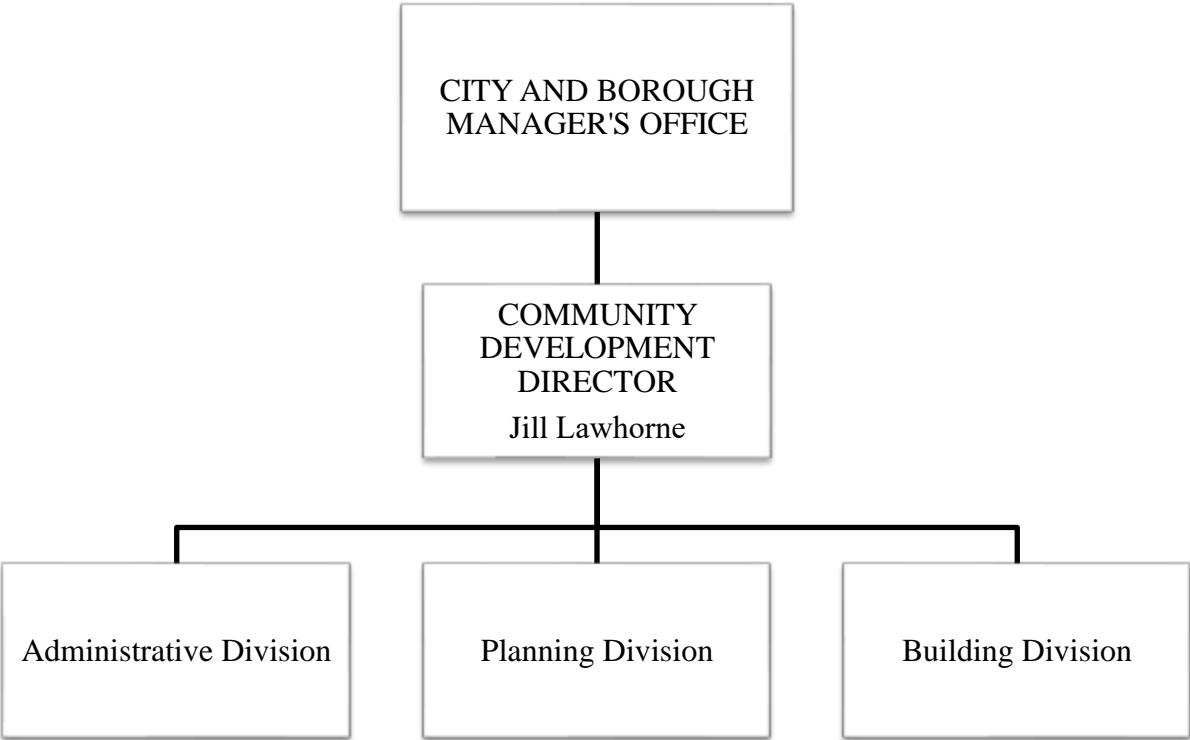 CITY AND BOROUGH
MANAGER'S OFFICE
COMMUNITY
DEVELOPMENT
DIRECTOR
Jill Lawhorne
Administrative Division
Planning Division
Building Division